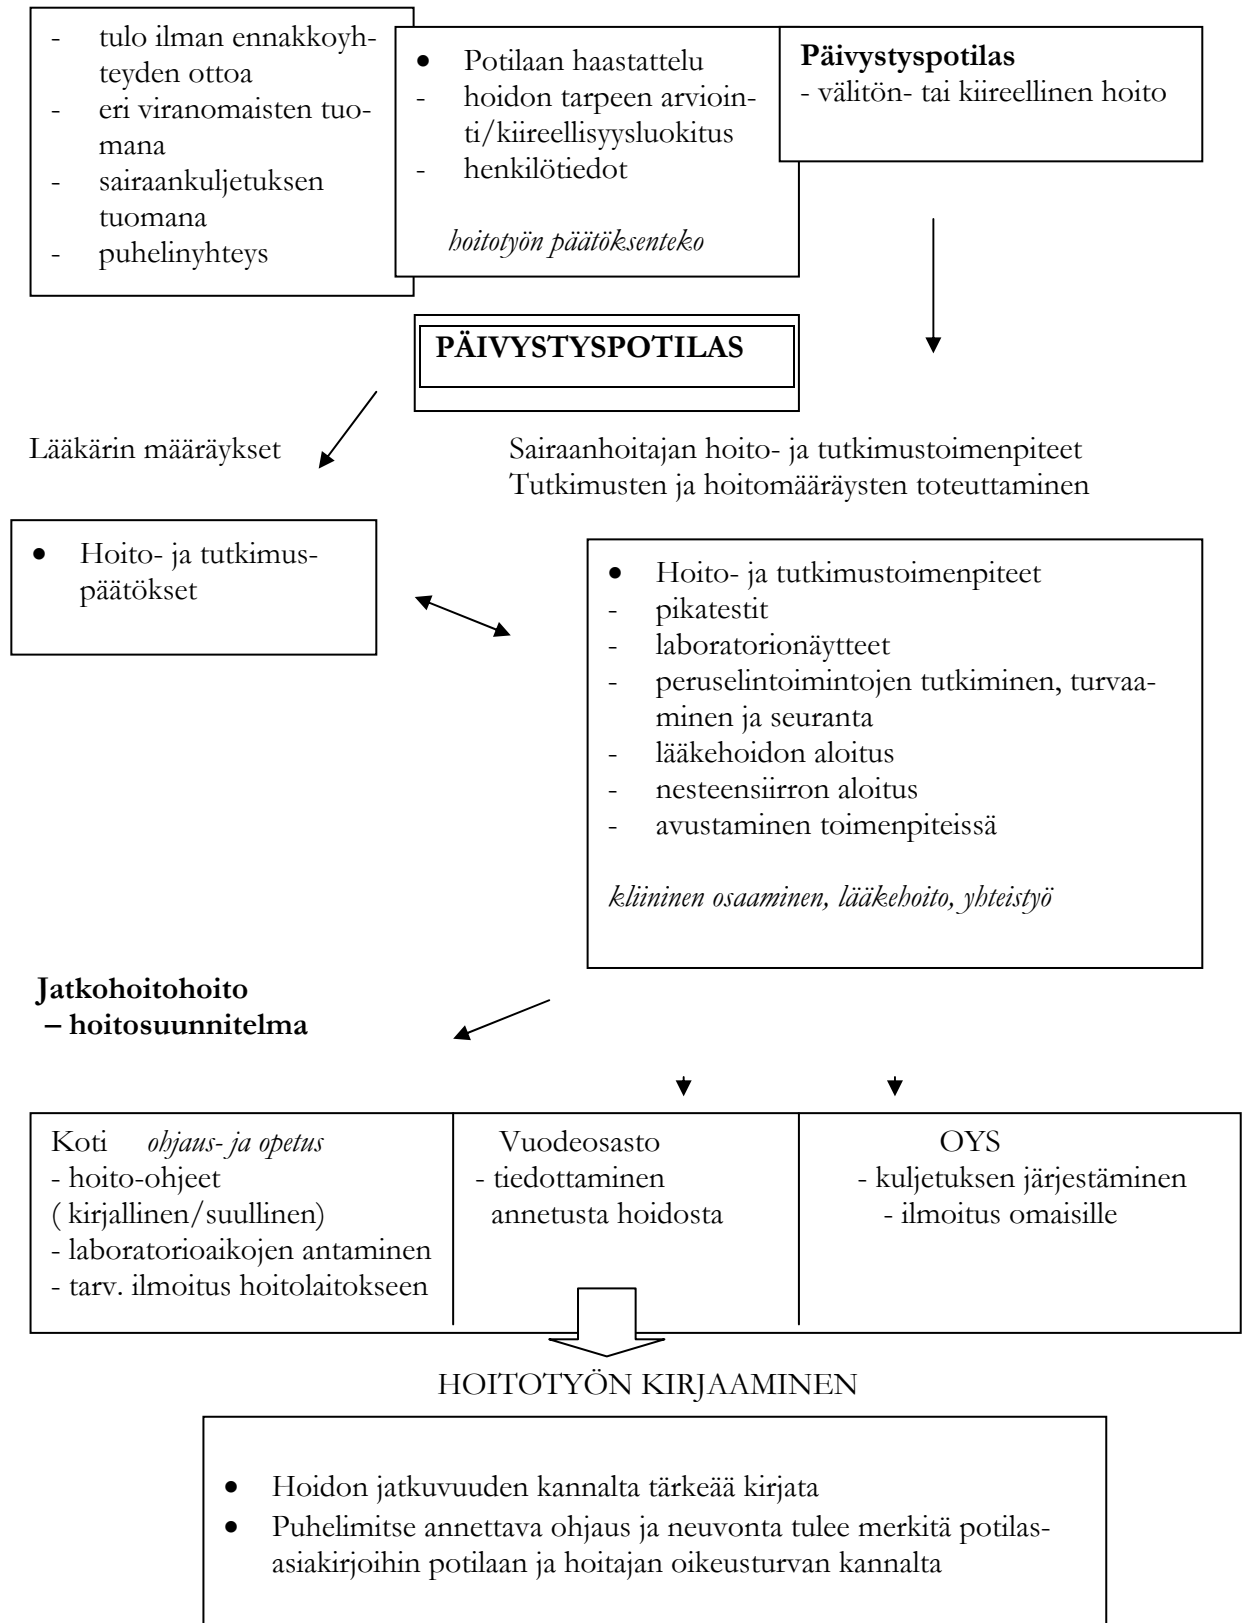 - tulo ilman ennakkoyh-
teyden ottoa
- eri viranomaisten tuo-
mana
- sairaankuljetuksen
tuomana
- puhelinyhteys
• Potilaan haastattelu
- hoidon tarpeen arvioin-
ti/kiireellisyysluokitus
- henkilötiedot
hoitotyön päätöksenteko
Päivystyspotilas
- välitön- tai kiireellinen hoito
PÄIVYSTYSPOTILAS
Lääkärin määräykset
Sairaanhoitajan hoito- ja tutkimustoimenpiteet
Tutkimusten ja hoitomääräysten toteuttaminen
• Hoito- ja tutkimus-
päätökset
• Hoito- ja tutkimustoimenpiteet
- pikatestit
- laboratorionäytteet
- peruselintoimintojen tutkiminen, turvaa-
minen ja seuranta
- lääkehoidon aloitus
- nesteensiirron aloitus
- avustaminen toimenpiteissä
kliininen osaaminen, lääkehoito, yhteistyö
Jatkohoitohoito
– hoitosuunnitelma
Koti ohjaus- ja opetus
- hoito-ohjeet
( kirjallinen/suullinen)
- laboratorioaikojen antaminen
- tarv. ilmoitus hoitolaitokseen
Vuodeosasto
- tiedottaminen
annetusta hoidosta
OYS
- kuljetuksen järjestäminen
- ilmoitus omaisille
HOITOTYÖN KIRJAAMINEN
• Hoidon jatkuvuuden kannalta tärkeää kirjata
• Puhelimitse annettava ohjaus ja neuvonta tulee merkitä potilas-
asiakirjoihin potilaan ja hoitajan oikeusturvan kannalta